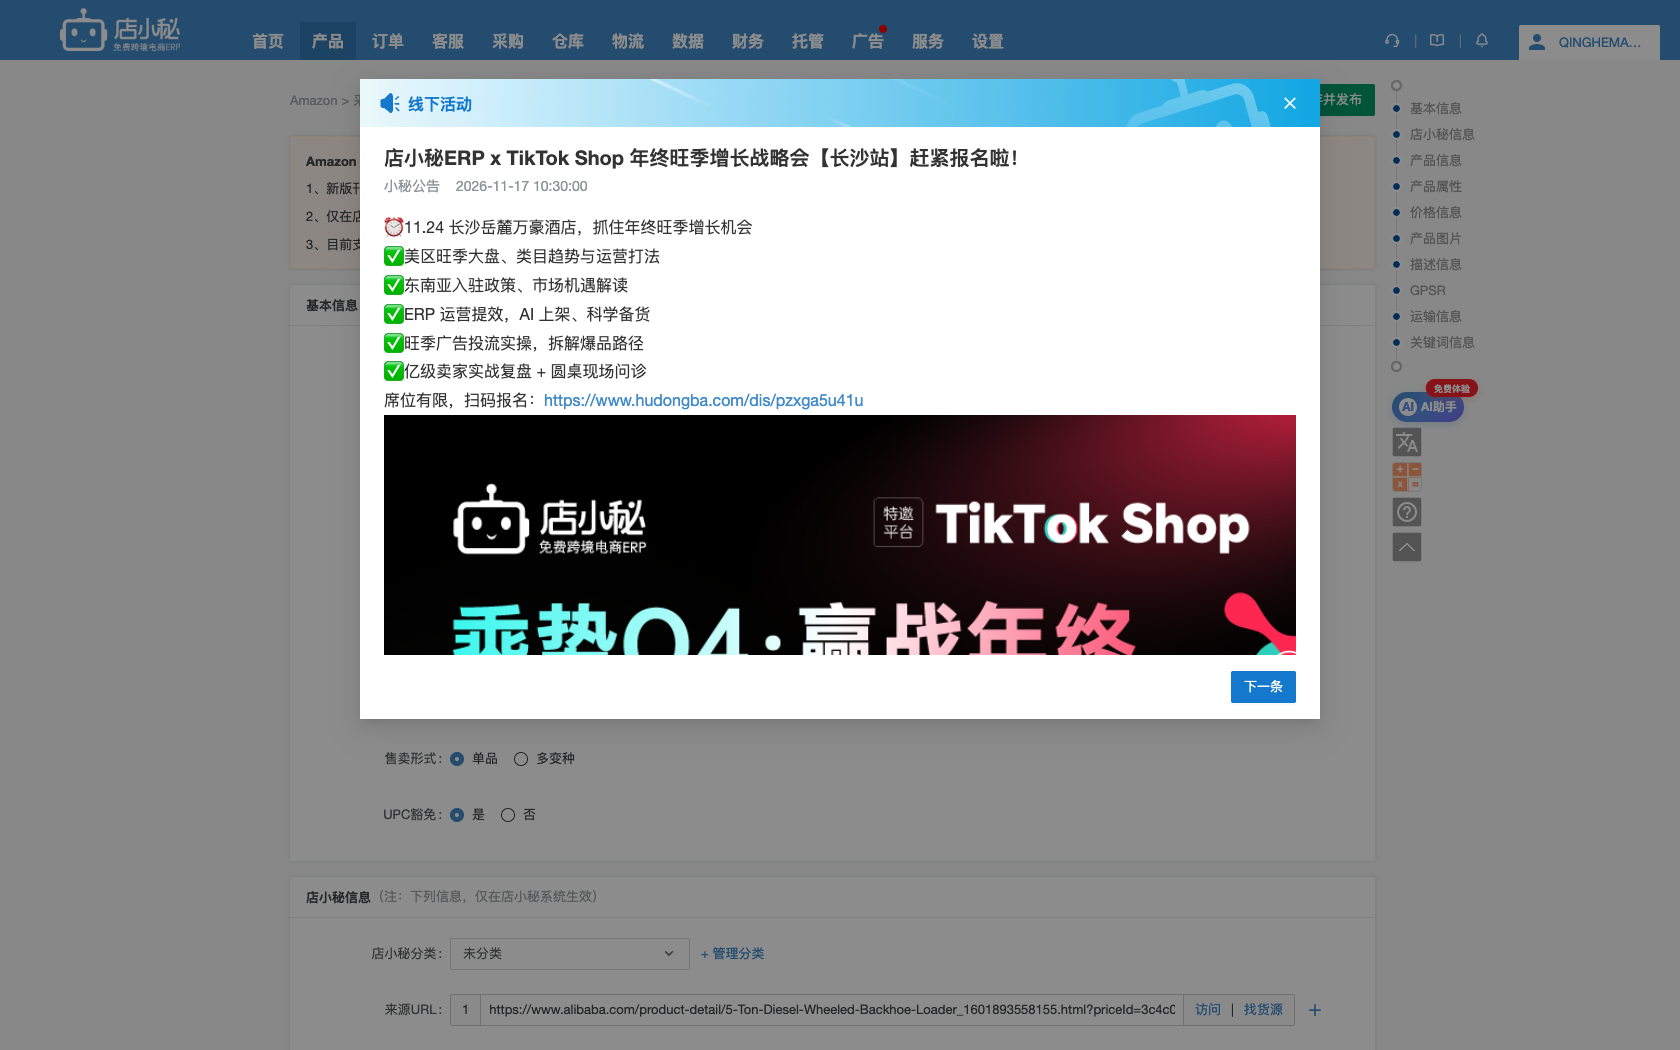 店小秘
免费跨境电商ERP
首页 产品 订单 客服 采购 仓库 物流 数据 财务 托管 广告 服务 设置
QINGHEMA...
Amazon >
并发布
线下活动
店小秘ERP x TikTok Shop 年终旺季增长战略会【长沙站】赶紧报名啦！
小秘公告 2026-11-17 10:30:00
⏰11.24 长沙岳麓万豪酒店，抓住年终旺季增长机会
✅美区旺季大盘、类目趋势与运营打法
✅东南亚入驻政策、市场机遇解读
✅ERP 运营提效，AI 上架、科学备货
✅旺季广告投流实操，拆解爆品路径
✅亿级卖家实战复盘 + 圆桌现场问诊
席位有限，扫码报名：https://www.hudongba.com/dis/pzxga5u41u
店小秘
免费跨境电商ERP
特邀
平台
TikTok Shop
乘势Q4：赢战年终
下一条
Amazon
1、新版刊
2、仅在店
3、目前支
基本信息
售卖形式： 单品 多变种
UPC豁免： 是 否
店小秘信息（注：下列信息，仅在店小秘系统生效）
店小秘分类： 未分类 + 管理分类
来源URL： 1 https://www.alibaba.com/product-detail/5-Ton-Diesel-Wheeled-Backhoe-Loader_1601893558155.html?priceId=3c4c0 访问 | 找货源 +
基本信息
店小秘信息
产品信息
产品属性
价格信息
产品图片
描述信息
GPSR
运输信息
关键词信息
免费体验
AI AI助手